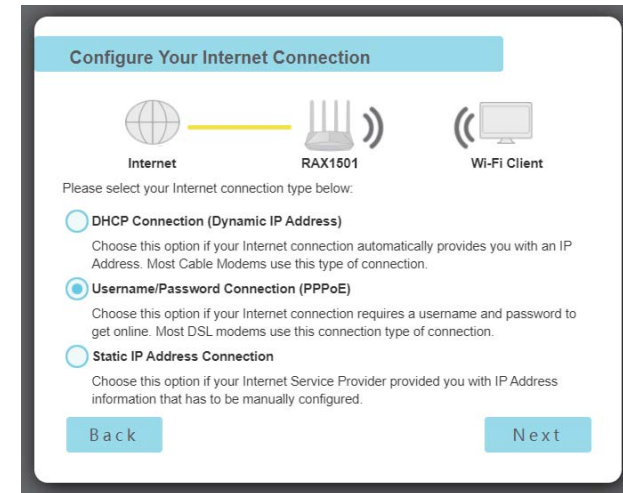 Configure Your Internet Connection
Internet
RAX1501
Wi-Fi Client
Please select your Internet connection type below:
DHCP Connection (Dynamic IP Address)
Choose this option if your Internet connection automatically provides you with an IP
Address. Most Cable Modems use this type of connection.
Username/Password Connection (PPPoE)
Choose this option if your Internet connection requires a username and password to
get online. Most DSL modems use this connection type of connection.
Static IP Address Connection
Choose this option if your Internet Service Provider provided you with IP Address
information that has to be manually configured.
Back
Next